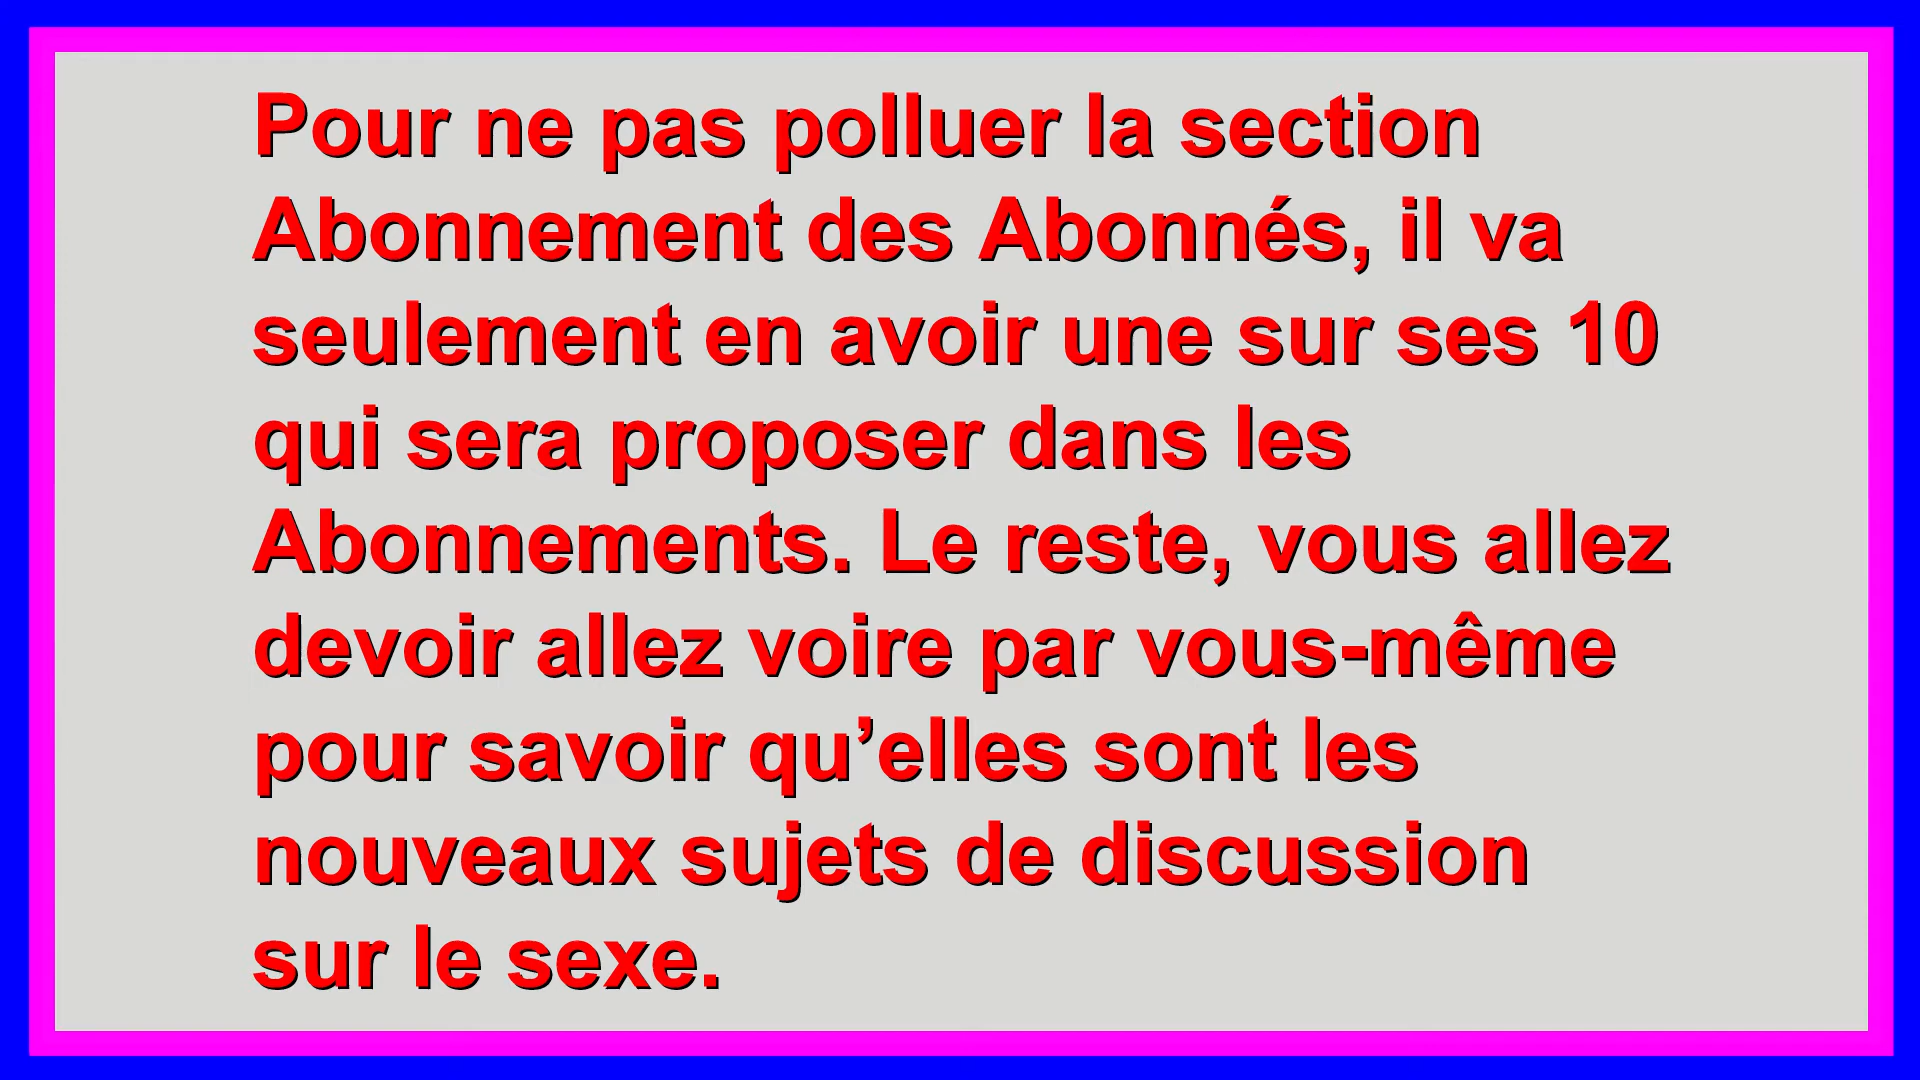 Pour ne pas polluer la section
Abonnement des Abonnés, il va
seulement en avoir une sur ses 10
qui sera proposer dans les
Abonnements. Le reste, vous allez
devoir allez voire par vous-même
pour savoir qu’elles sont les
nouveaux sujets de discussion
sur le sexe.